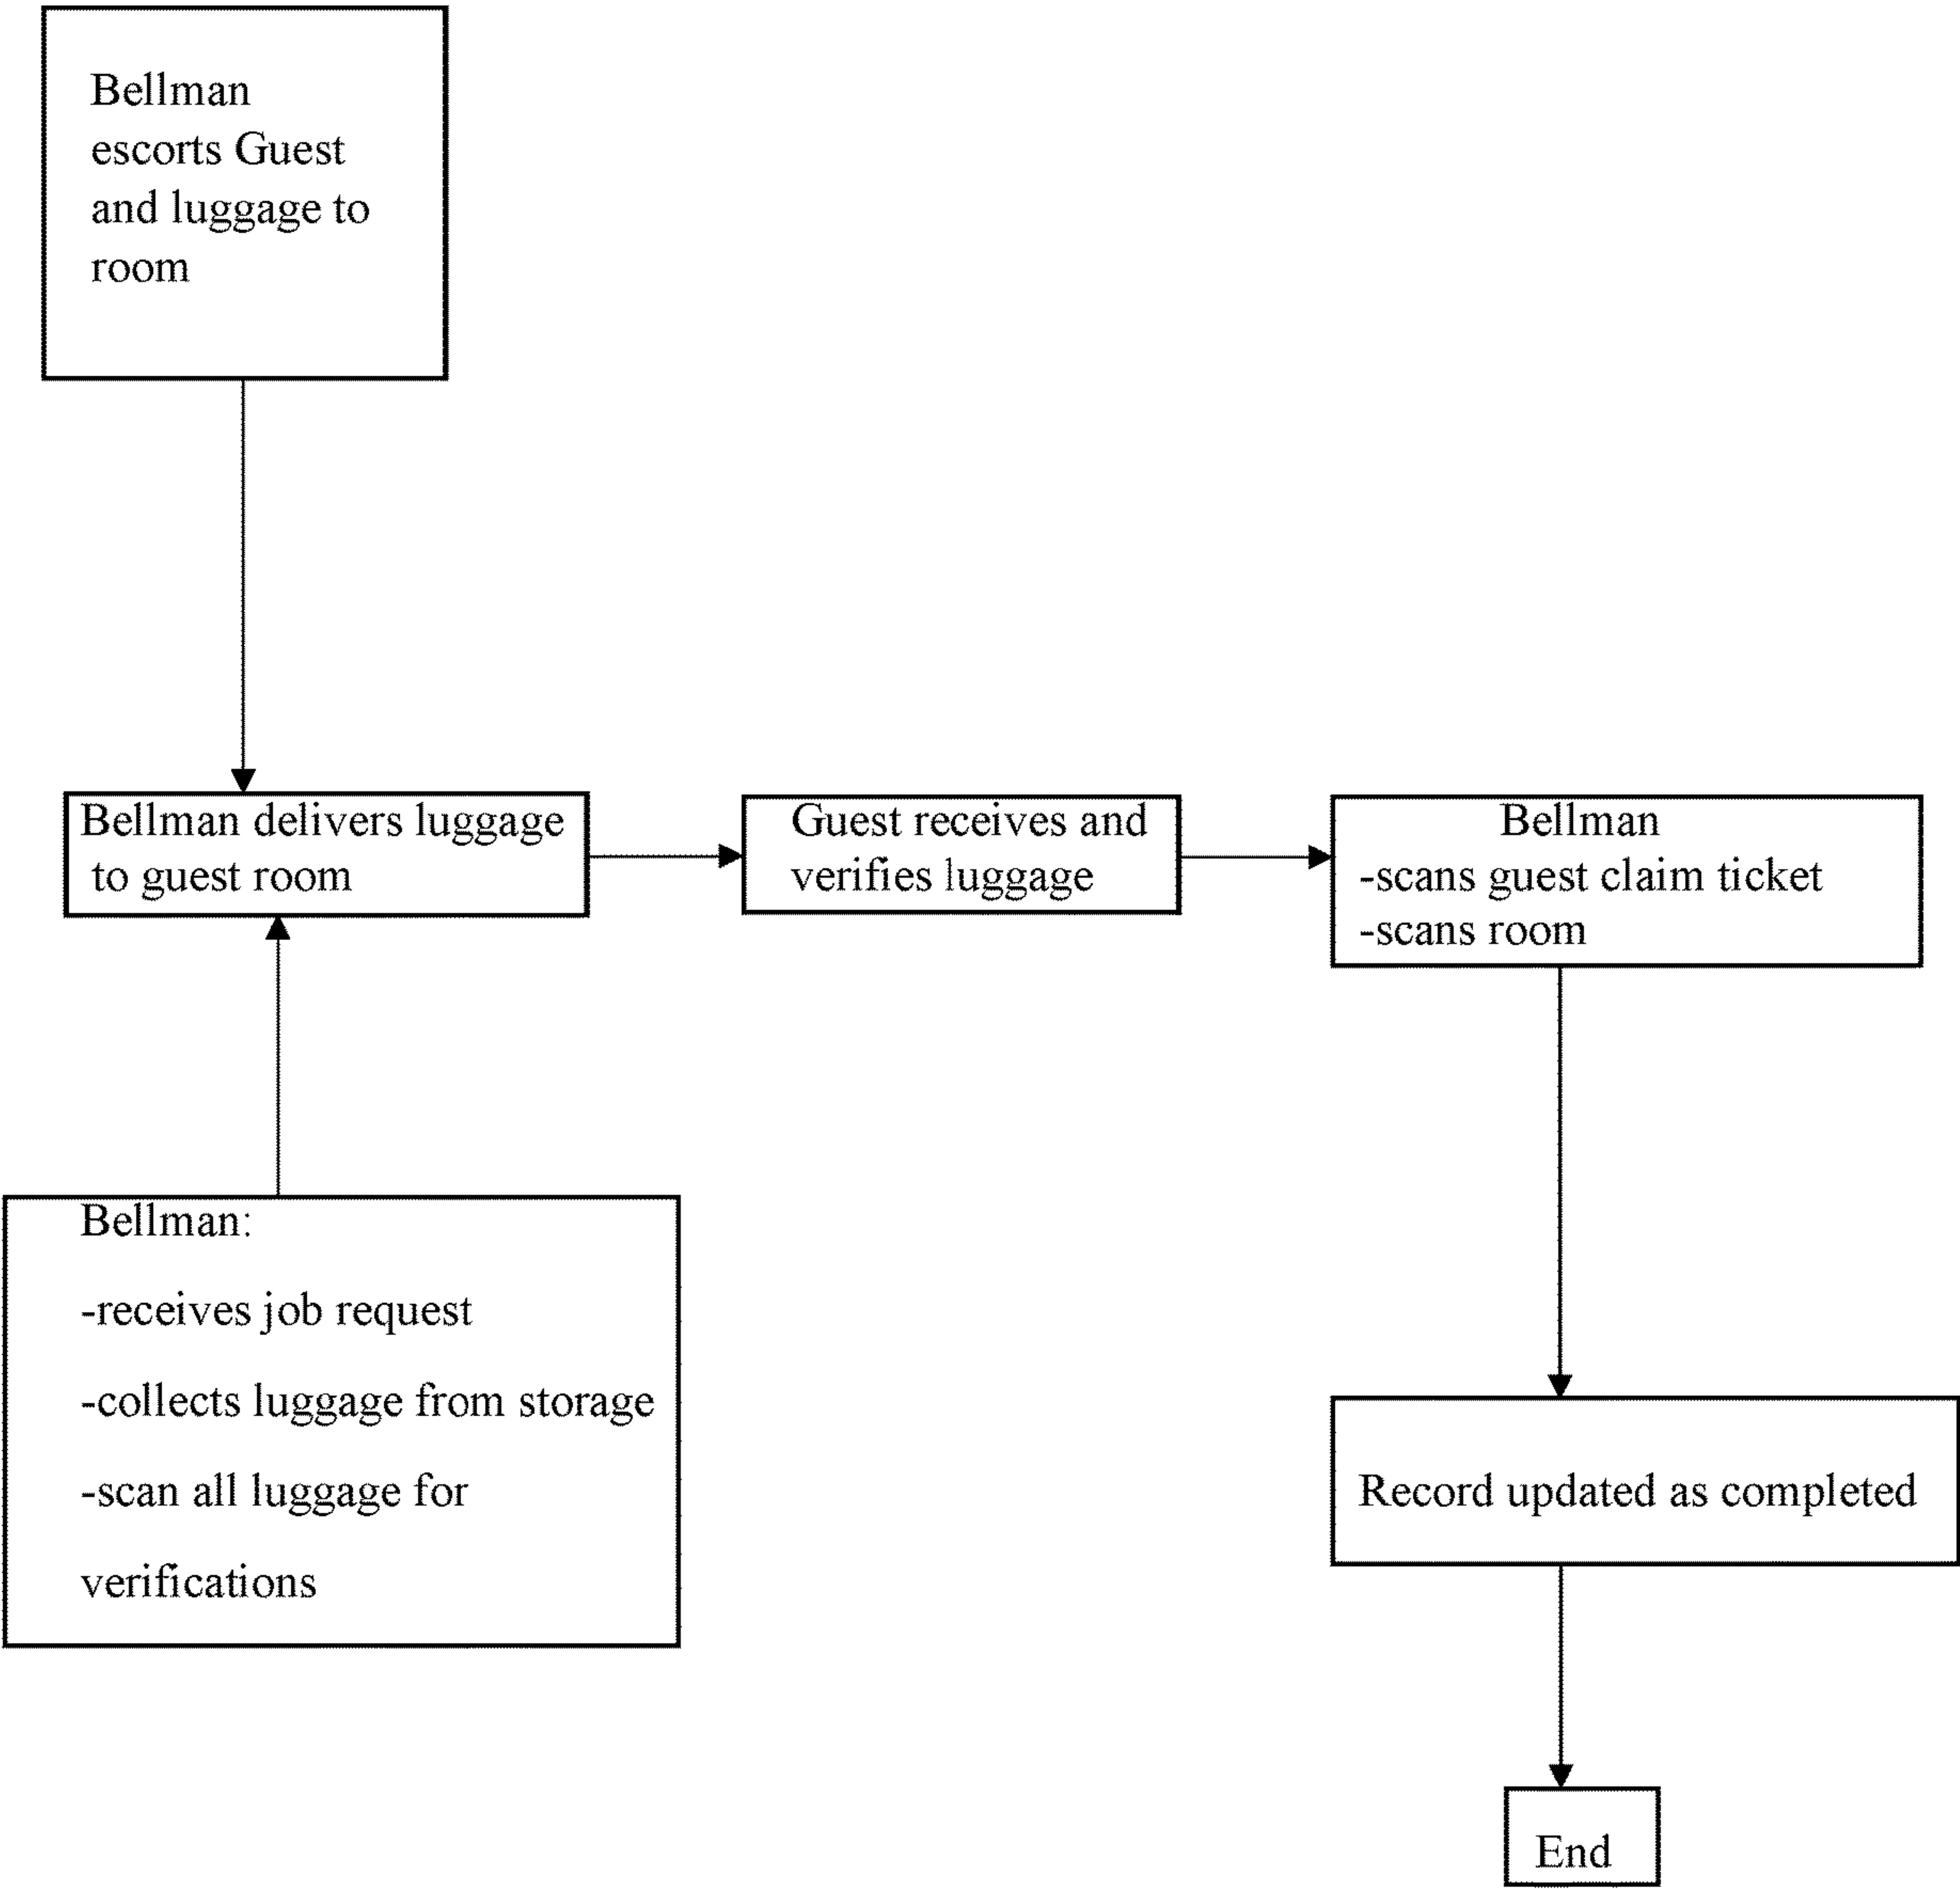 Bellman
escorts Guest
and luggage to
room
Bellman delivers luggage
to guest room
Guest receives and
verifies luggage
Bellman
-scans guest claim ticket
-scans room
Bellman:
-receives job request
-collects luggage from storage
-scan all luggage for
verifications
Record updated as completed
End